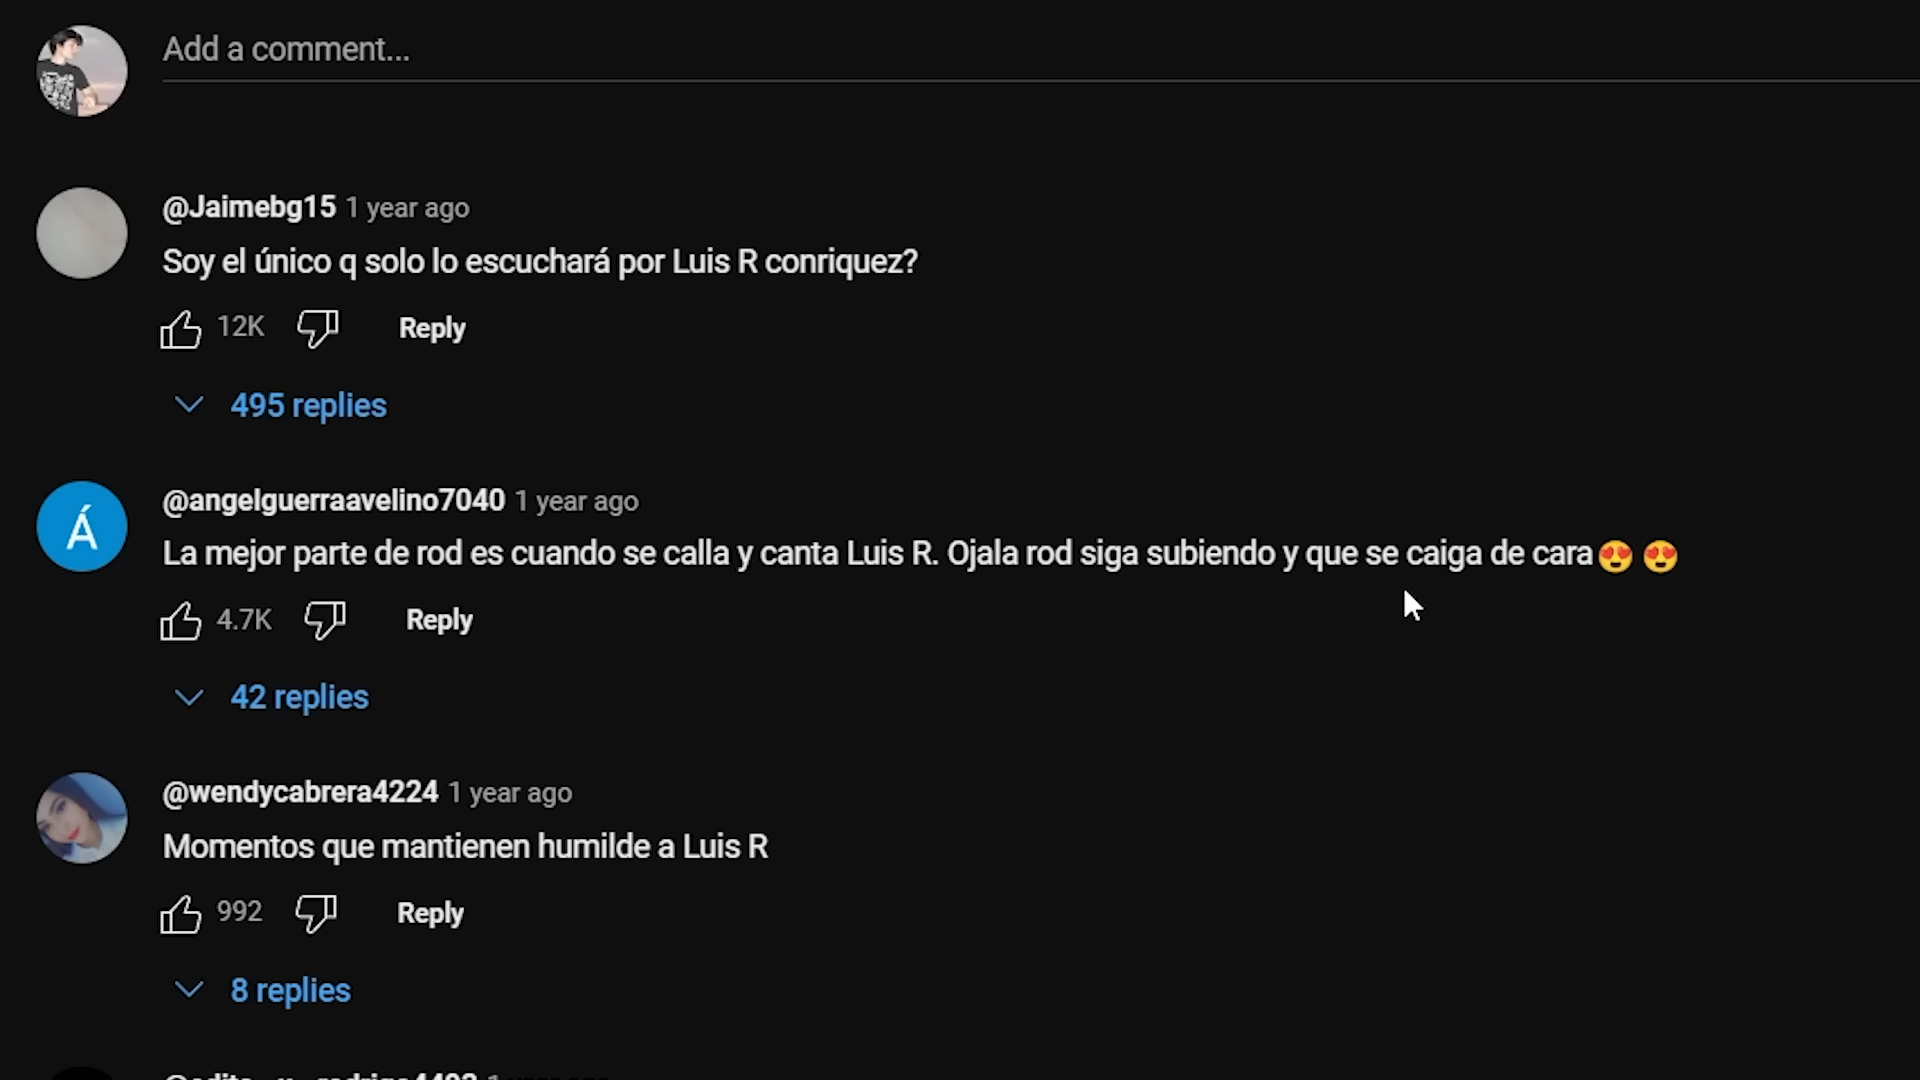 Add a comment...
@Jaimebg15 1 year ago
Soy el único q solo lo escuchará por Luis R conriquez?
12K Reply
495 replies
Á
@angelguerraavelino7040 1 year ago
La mejor parte de rod es cuando se calla y canta Luis R. Ojala rod siga subiendo y que se caiga de cara😍 😍
4.7K Reply
42 replies
@wendycabrera4224 1 year ago
Momentos que mantienen humilde a Luis R
992 Reply
8 replies